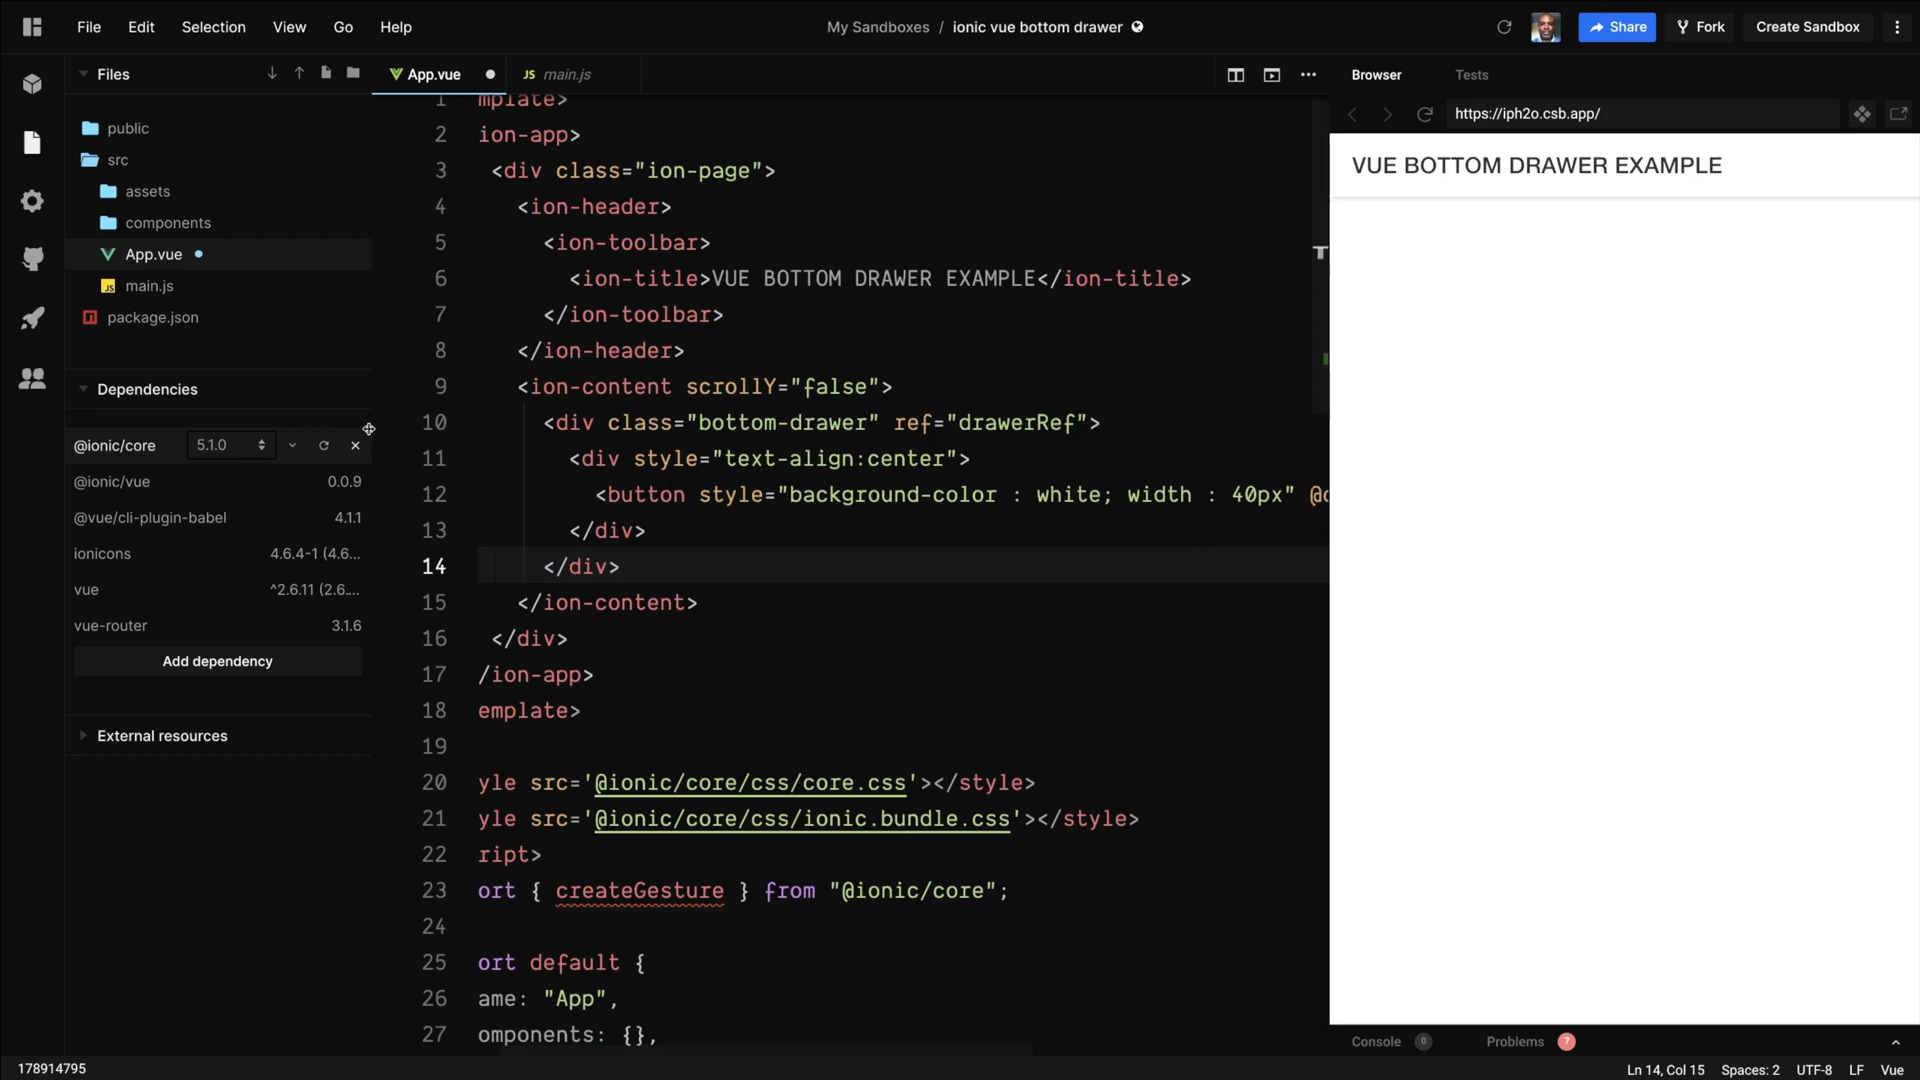 File Edit Selection View Go Help
My Sandboxes / ionic vue bottom drawer
Share Fork Create Sandbox
Files
public
src
assets
components
App.vue
main.js
package.json
Dependencies
@ionic/core 5.1.0
@ionic/vue 0.0.9
@vue/cli-plugin-babel 4.1.1
ionicons 4.6.4-1 (4.6...
vue ^2.6.11 (2.6....
vue-router 3.1.6
Add dependency
External resources
App.vue JS main.js
1 mplate>
2 ion-app>
3 <div class="ion-page">
4 <ion-header>
5 <ion-toolbar>
6 <ion-title>VUE BOTTOM DRAWER EXAMPLE</ion-title>
7 </ion-toolbar>
8 </ion-header>
9 <ion-content scrollY="false">
10 <div class="bottom-drawer" ref="drawerRef">
11 <div style="text-align:center">
12 <button style="background-color : white; width : 40px" @c
13 </div>
14 </div>
15 </ion-content>
16 </div>
17 /ion-app>
18 emplate>
19
20 yle src='@ionic/core/css/core.css'></style>
21 yle src='@ionic/core/css/ionic.bundle.css'></style>
22 ript>
23 ort { createGesture } from "@ionic/core";
24
25 ort default {
26 ame: "App",
27 omponents: {},
Browser Tests
https://iph2o.csb.app/
VUE BOTTOM DRAWER EXAMPLE
Console 0 Problems 7
178914795
Ln 14, Col 15 Spaces: 2 UTF-8 LF Vue